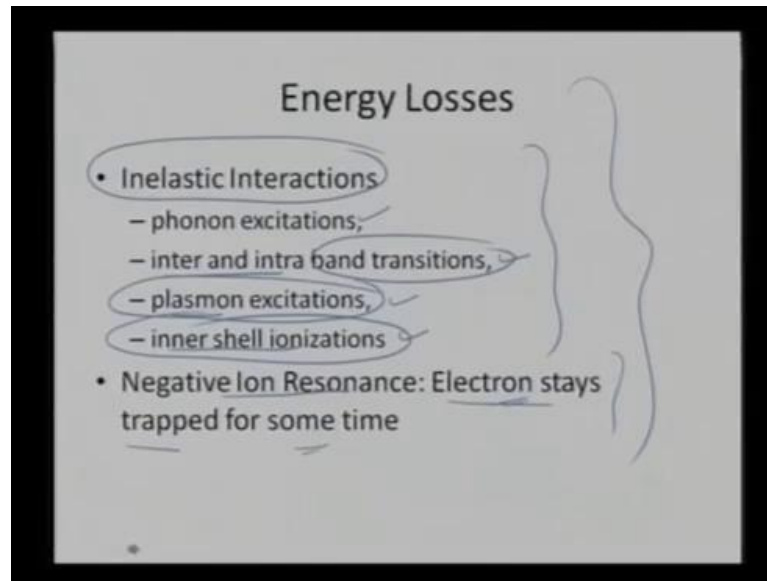 Energy Losses
• Inelastic Interactions
– phonon excitations,
– inter and intra band transitions,
– plasmon excitations,
– inner shell ionizations
• Negative Ion Resonance: Electron stays
trapped for some time